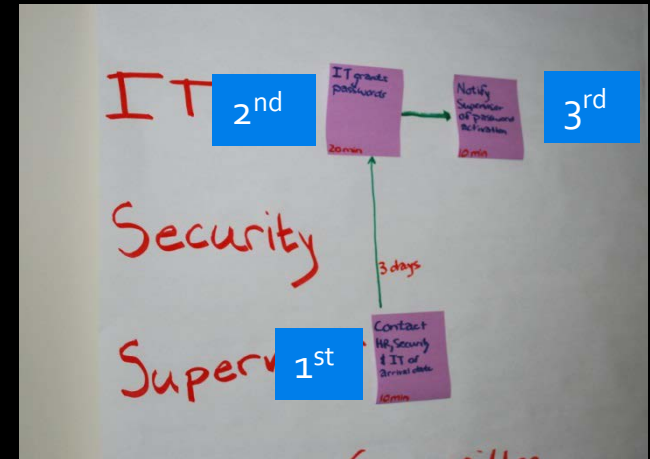 IT
2nd
IT grants
passwords
20 min
Notify
Supervisor
of password
activation
10 min
3rd
Security
3 days
Superv
1st
Contact
HR, Security
& IT of
arrival date
10 min